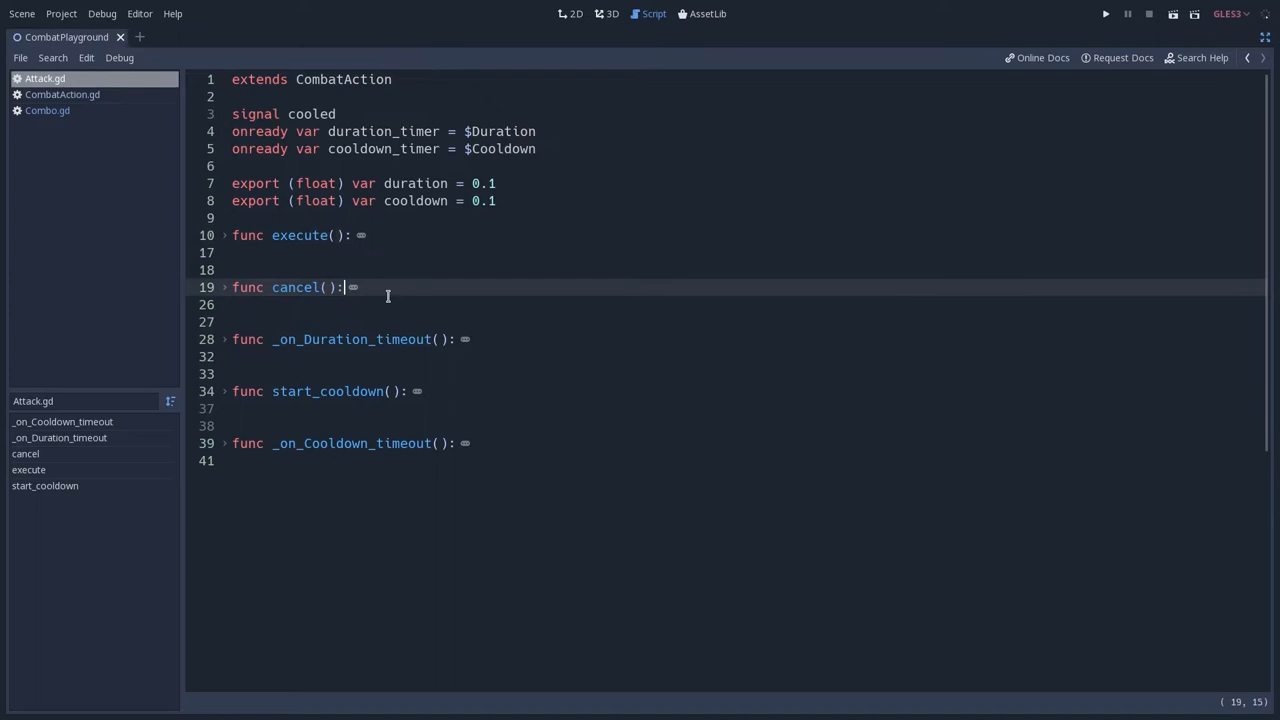 Scene Project Debug Editor Help 2D 3D Script AssetLib GLES3
CombatPlayground
File Search Edit Debug Online Docs Request Docs Search Help
Attack.gd
CombatAction.gd
Combo.gd
Attack.gd
_on_Cooldown_timeout
_on_Duration_timeout
cancel
execute
start_cooldown
1 extends CombatAction
2
3 signal cooled
4 onready var duration_timer = $Duration
5 onready var cooldown_timer = $Cooldown
6
7 export (float) var duration = 0.1
8 export (float) var cooldown = 0.1
9
10 func execute():
17
18
19 func cancel():
26
27
28 func _on_Duration_timeout():
32
33
34 func start_cooldown():
37
38
39 func _on_Cooldown_timeout():
41
( 19, 15)